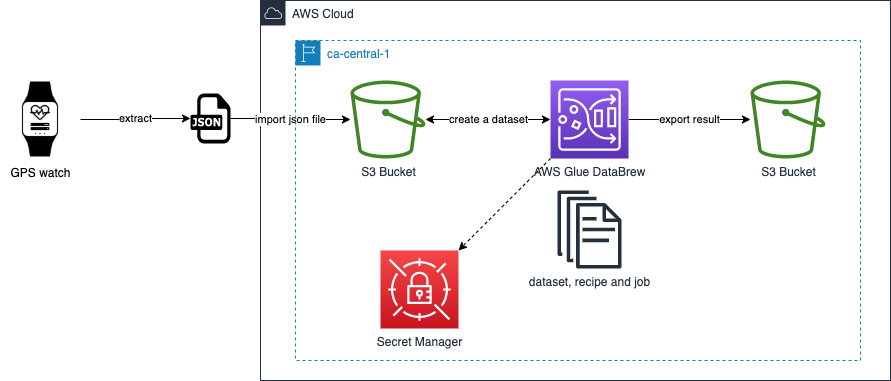 AWS Cloud
ca-central-1
extract
JSON
import json file
create a dataset
export result
GPS watch
S3 Bucket
AWS Glue DataBrew
S3 Bucket
dataset, recipe and job
Secret Manager